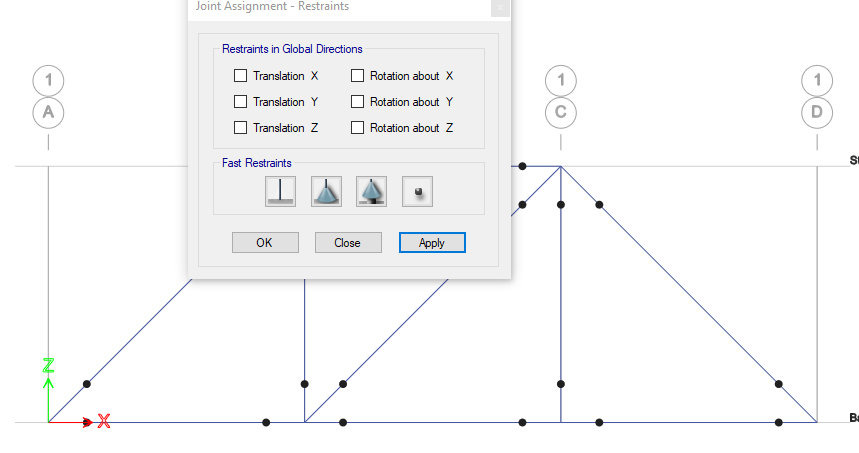 Joint Assignment - Restraints
x
Restraints in Global Directions
Translation X
Rotation about X
Translation Y
Rotation about Y
Translation Z
Rotation about Z
Fast Restraints
OK
Close
Apply
1
A
1
C
1
D
St
Z
X
Ba